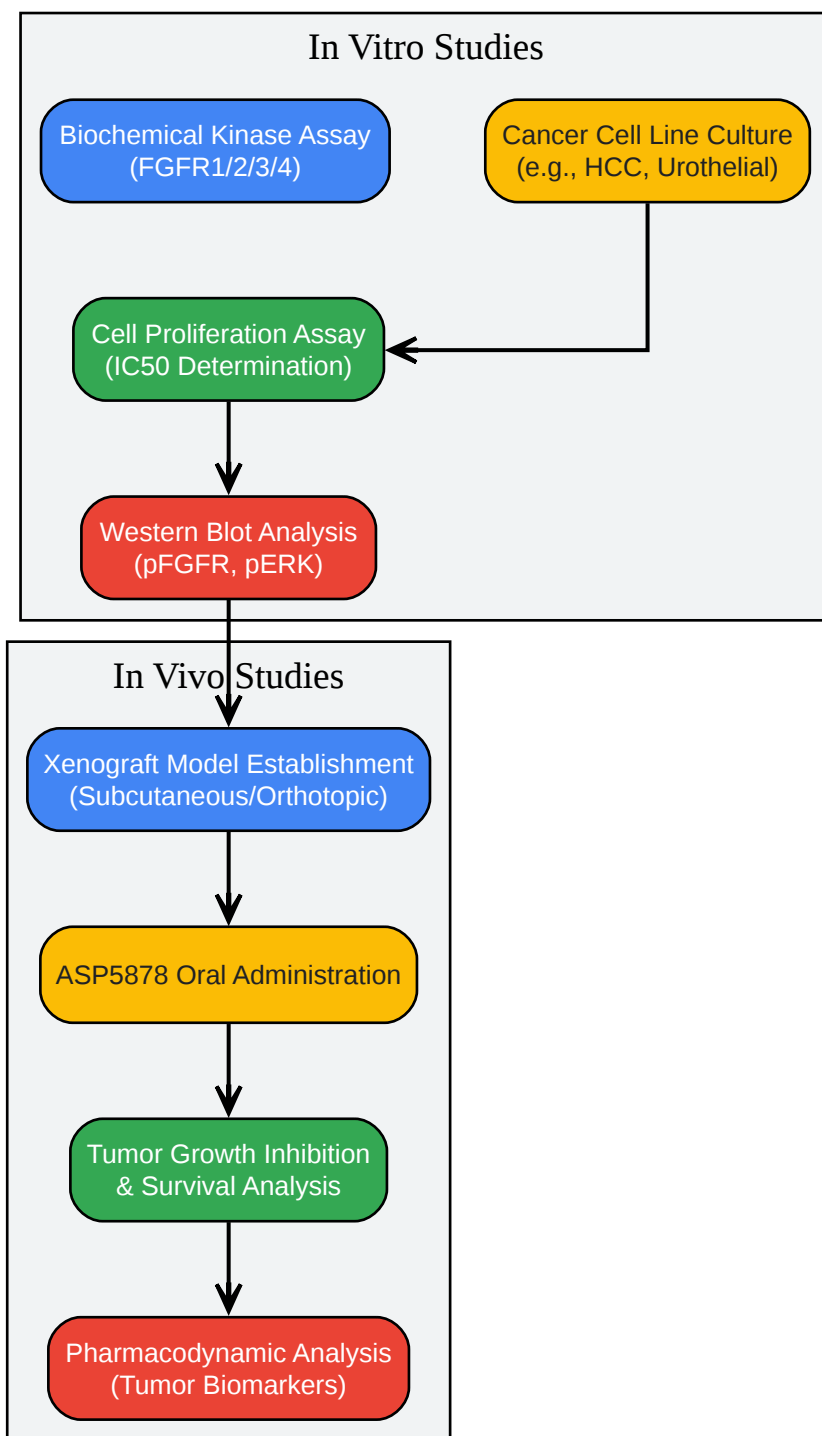 In Vitro Studies
Biochemical Kinase Assay
(FGFR1/2/3/4)
Cancer Cell Line Culture
(e.g., HCC, Urothelial)
Cell Proliferation Assay
(IC50 Determination)
Western Blot Analysis
(pFGFR, pERK)
In Vivo Studies
Xenograft Model Establishment
(Subcutaneous/Orthotopic)
ASP5878 Oral Administration
Tumor Growth Inhibition
& Survival Analysis
Pharmacodynamic Analysis
(Tumor Biomarkers)